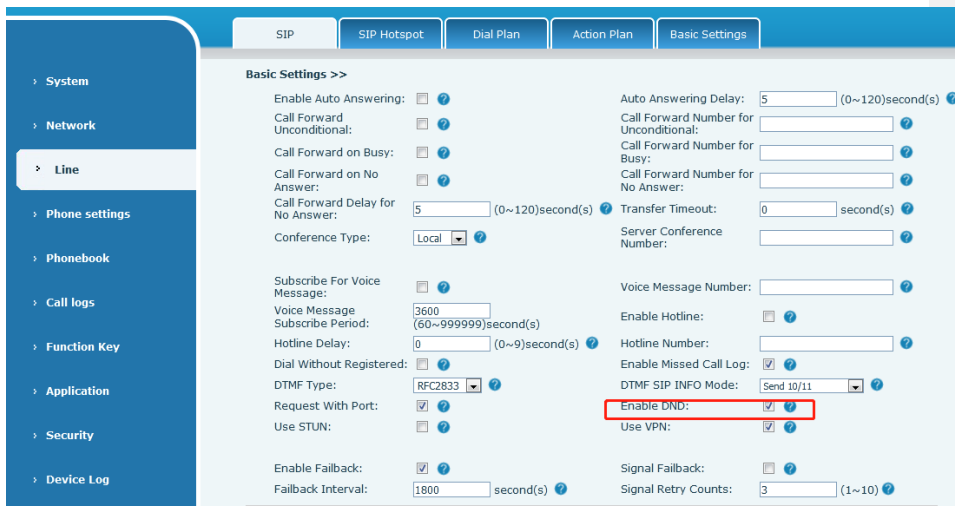 SIP
SIP Hotspot
Dial Plan
Action Plan
Basic Settings
› System
› Network
› Line
› Phone settings
› Phonebook
› Call logs
› Function Key
› Application
› Security
› Device Log
Basic Settings >>
Enable Auto Answering: ?
Auto Answering Delay: 5 (0~120)second(s) ?
Call Forward
Unconditional: ?
Call Forward Number for
Unconditional: ?
Call Forward on Busy: ?
Call Forward Number for
Busy: ?
Call Forward on No
Answer: ?
Call Forward Number for
No Answer: ?
Call Forward Delay for
No Answer: 5 (0~120)second(s) ?
Transfer Timeout: 0 second(s) ?
Conference Type: Local ?
Server Conference
Number: ?
Subscribe For Voice
Message: ?
Voice Message Number: ?
Voice Message
Subscribe Period: 3600
(60~999999)second(s)
Enable Hotline: ?
Hotline Delay: 0 (0~9)second(s) ?
Hotline Number: ?
Dial Without Registered: ?
Enable Missed Call Log: ?
DTMF Type: RFC2833 ?
DTMF SIP INFO Mode: Send 10/11 ?
Request With Port: ?
Enable DND: ?
Use STUN: ?
Use VPN: ?
Enable Failback: ?
Signal Failback: ?
Failback Interval: 1800 second(s) ?
Signal Retry Counts: 3 (1~10) ?